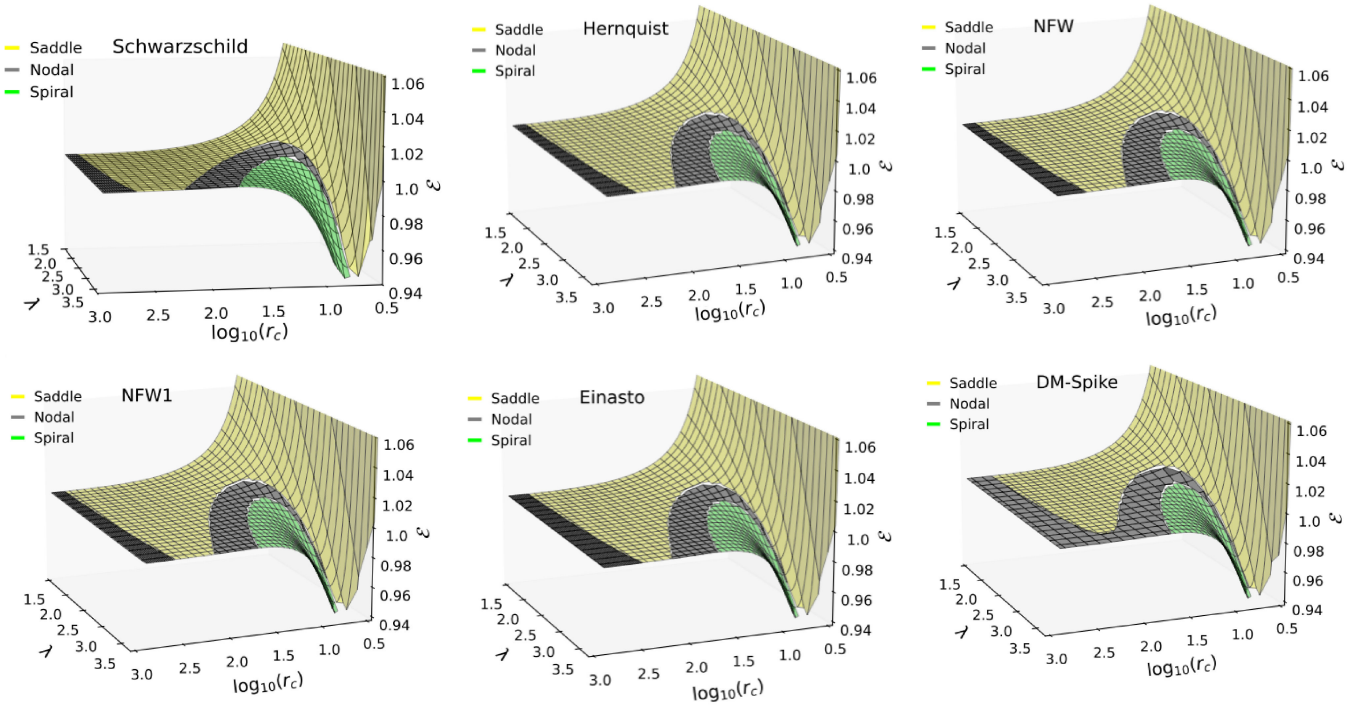 Schwarzschild
Saddle
Nodal
Spiral
1.06
1.04
1.02
1.00
0.98
0.96
0.94
ℰ
1.5
2.0
2.5
3.0
3.5
λ
3.0
2.5
2.0
1.5
1.0
0.5
log10(rc)
Hernquist
Saddle
Nodal
Spiral
1.06
1.04
1.02
1.00
0.98
0.96
0.94
ℰ
1.5
2.0
2.5
3.0
3.5
λ
3.0
2.5
2.0
1.5
1.0
0.5
log10(rc)
NFW
Saddle
Nodal
Spiral
1.06
1.04
1.02
1.00
0.98
0.96
0.94
ℰ
1.5
2.0
2.5
3.0
3.5
λ
3.0
2.5
2.0
1.5
1.0
0.5
log10(rc)
NFW1
Saddle
Nodal
Spiral
1.06
1.04
1.02
1.00
0.98
0.96
0.94
ℰ
1.5
2.0
2.5
3.0
3.5
λ
3.0
2.5
2.0
1.5
1.0
0.5
log10(rc)
Einasto
Saddle
Nodal
Spiral
1.06
1.04
1.02
1.00
0.98
0.96
0.94
ℰ
1.5
2.0
2.5
3.0
3.5
λ
3.0
2.5
2.0
1.5
1.0
0.5
log10(rc)
DM-Spike
Saddle
Nodal
Spiral
1.06
1.04
1.02
1.00
0.98
0.96
0.94
ℰ
1.5
2.0
2.5
3.0
3.5
λ
3.0
2.5
2.0
1.5
1.0
0.5
log10(rc)